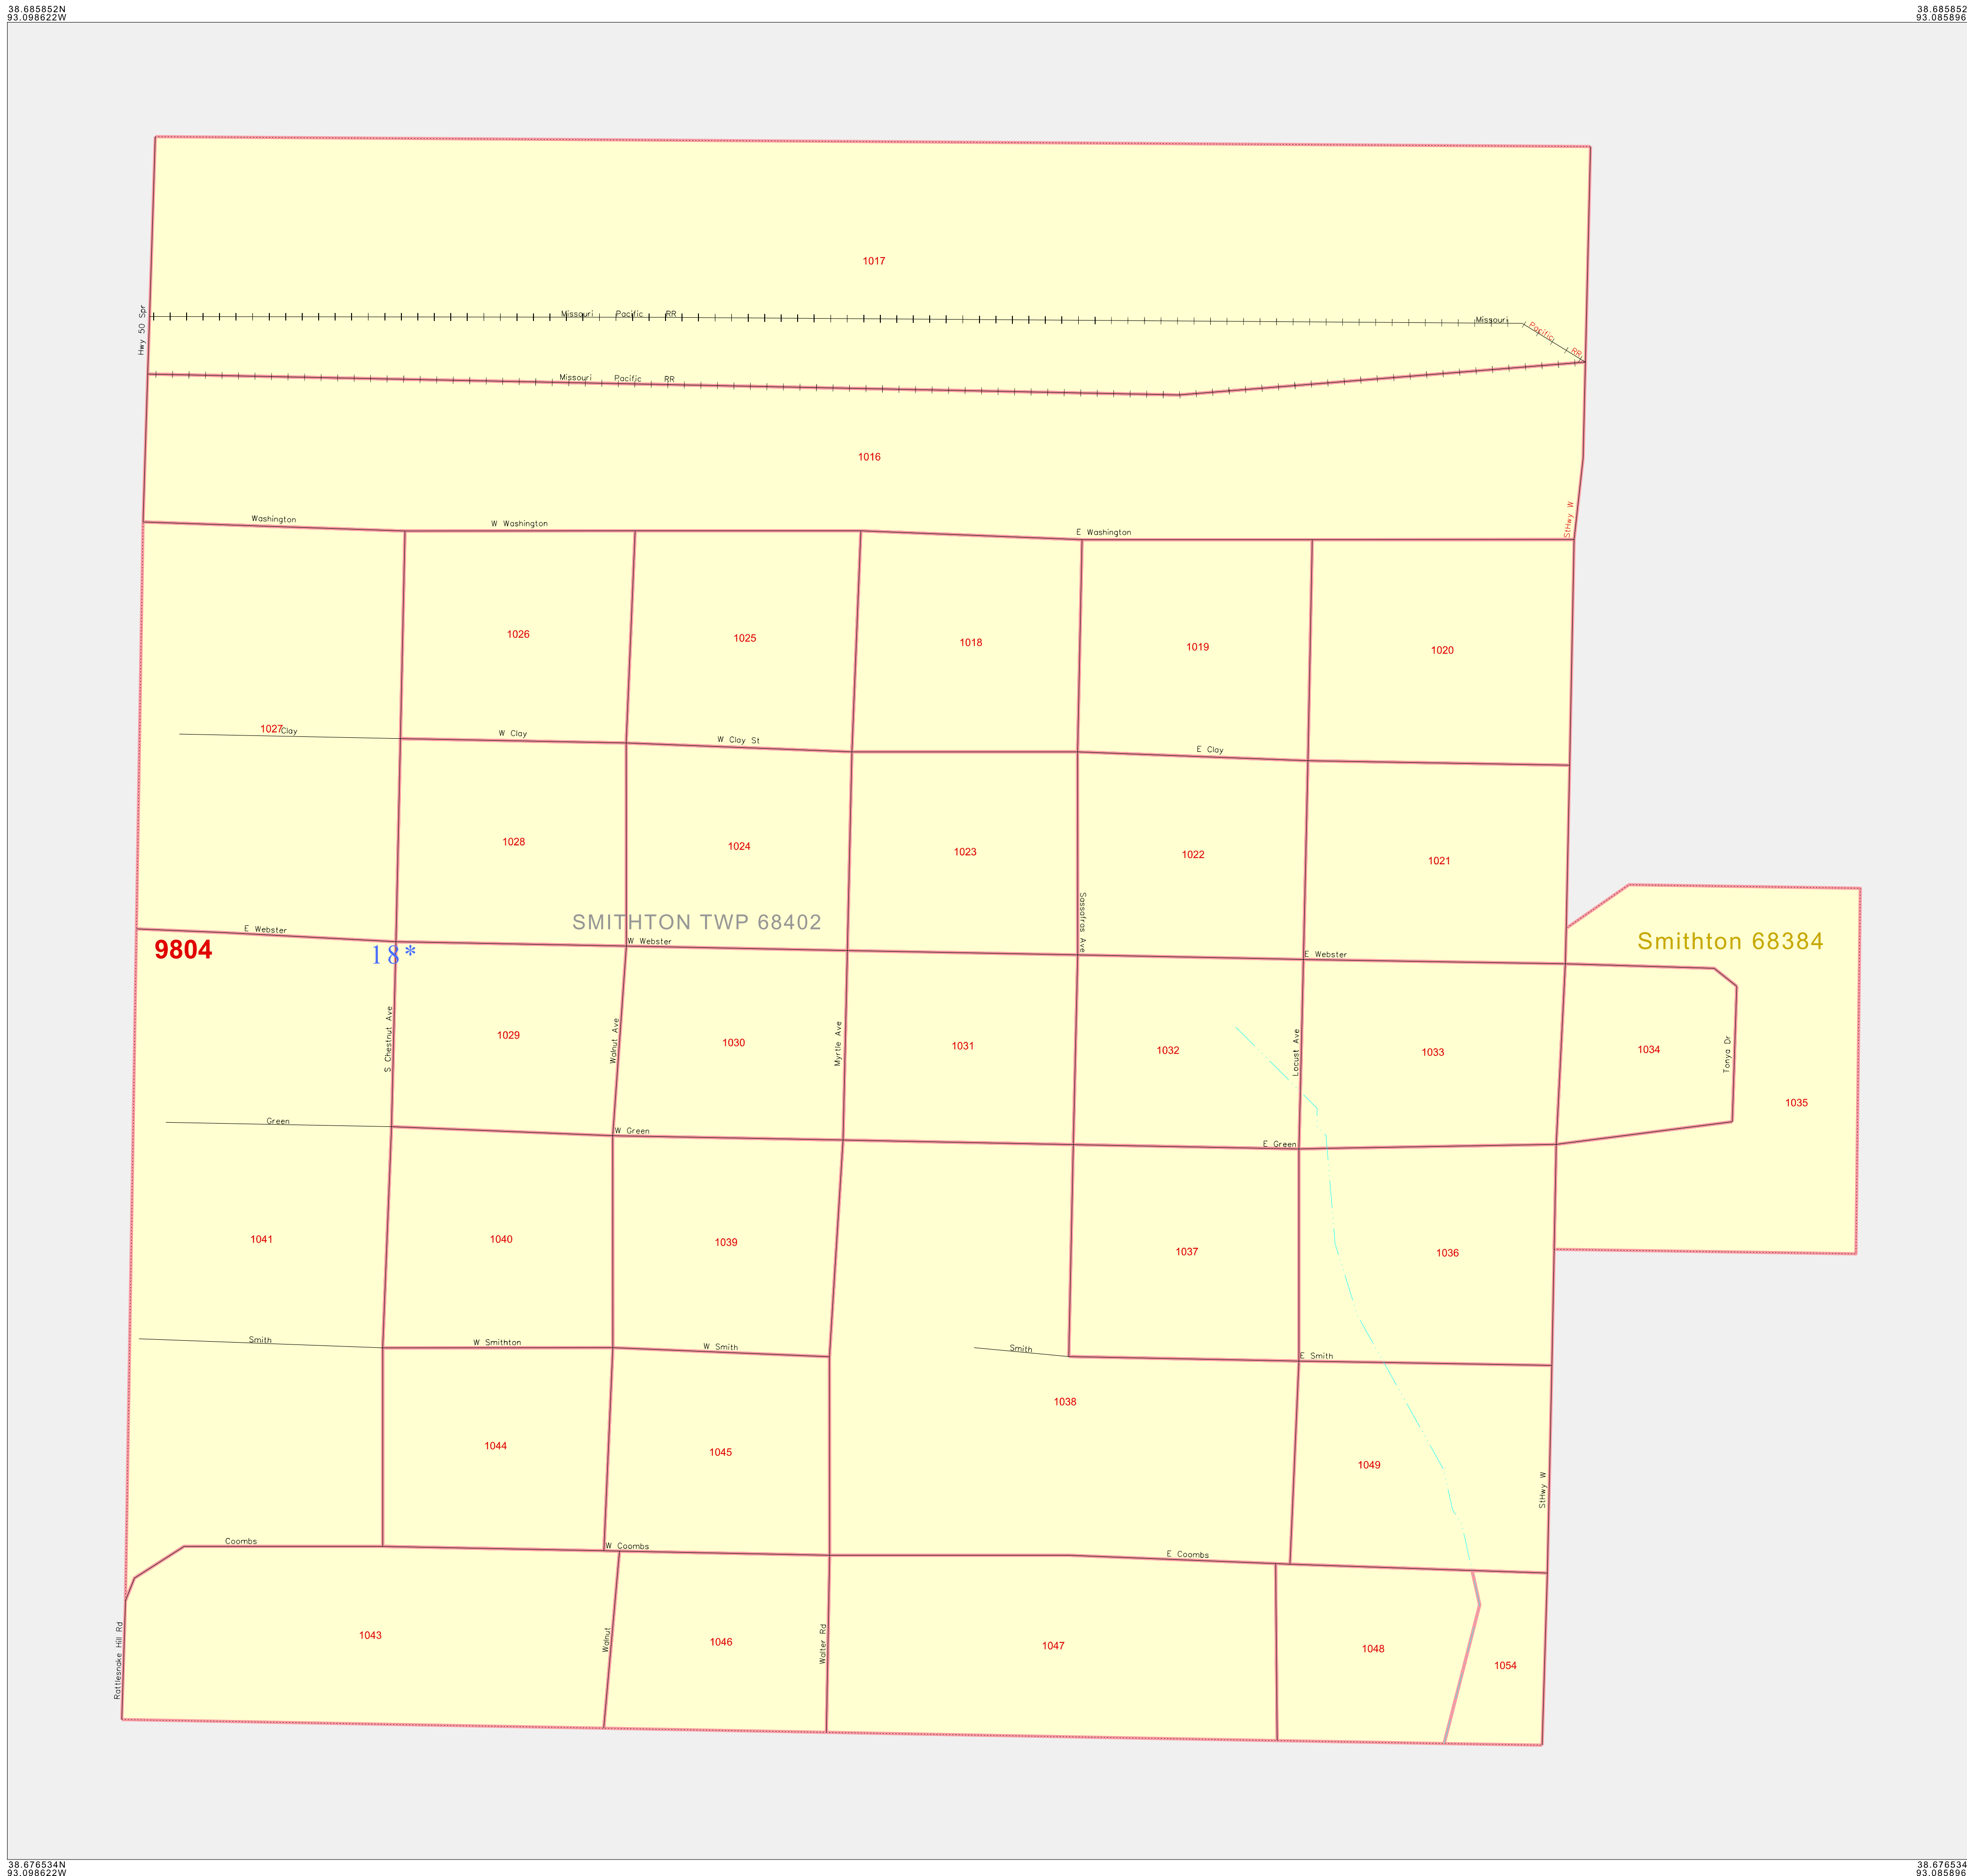 38.685852N
93.098622W
38.685852
93.085896
1017
Hwy 50 Spr
Missouri Pacific RR
Missouri Pacific RR
Missouri Pacific RR
1016
StHwy W
Washington
W Washington
E Washington
1026
1025
1018
1019
1020
1027
Clay
W Clay
W Clay St
E Clay
1028
1024
1023
1022
1021
Sassafras Ave
SMITHTON TWP 68402
Smithton 68384
E Webster
W Webster
E Webster
9804
18*
S Chestnut Ave
1029
Walnut Ave
1030
Myrtle Ave
1031
1032
Locust Ave
1033
1034
Tonya Dr
1035
Green
W Green
E Green
1041
1040
1039
1037
1036
Smith
W Smithton
W Smith
Smith
E Smith
1038
1044
1045
1049
StHwy W
Coombs
W Coombs
E Coombs
Rattlesnake Hill Rd
1043
Walnut
1046
Walter Rd
1047
1048
1054
38.676534N
93.098622W
38.676534
93.085896